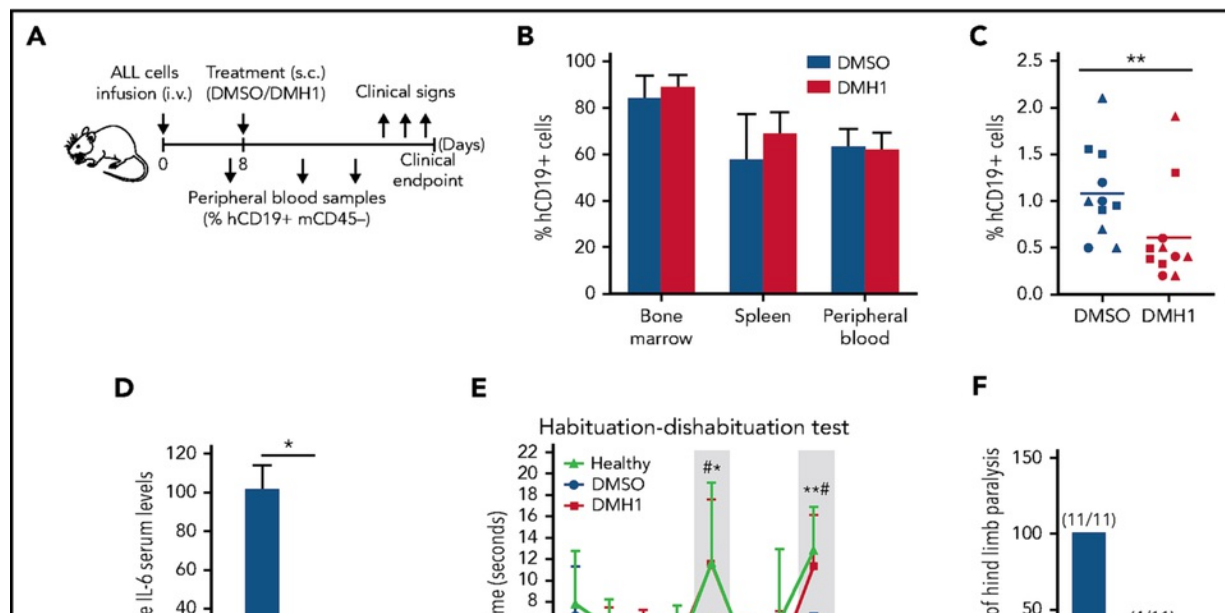 A
ALL cells
infusion (i.v.)
Treatment (s.c.)
(DMSO/DMH1)
Clinical signs
(Days)
0
8
Clinical
endpoint
Peripheral blood samples
(% hCD19+ mCD45–)
B
% hCD19+ cells
100
80
60
40
20
0
DMSO
DMH1
Bone
marrow
Spleen
Peripheral
blood
C
% hCD19+ cells
2.5
2.0
1.5
1.0
0.5
0.0
**
DMSO
DMH1
D
IL-6 serum levels
120
100
80
60
40
*
E
Habituation-dishabituation test
(seconds)
22
20
18
16
14
12
10
8
6
Healthy
DMSO
DMH1
#*
**#
F
of hind limb paralysis
150
100
50
(11/11)